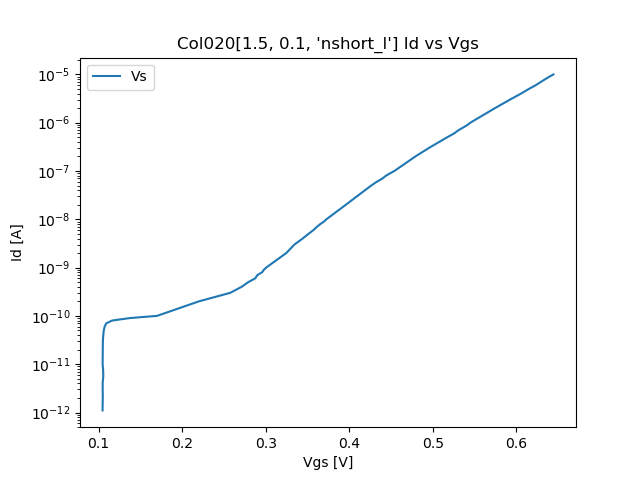 Col020[1.5, 0.1, 'nshort_l'] Id vs Vgs
Vs
10⁻⁵
10⁻⁶
10⁻⁷
10⁻⁸
10⁻⁹
10⁻¹⁰
10⁻¹¹
10⁻¹²
Id [A]
0.1 0.2 0.3 0.4 0.5 0.6
Vgs [V]